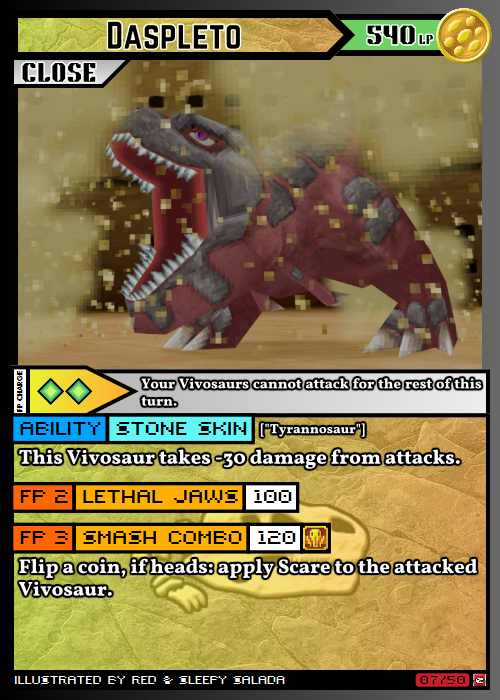 DASPLETO
540 LP
CLOSE
FP CHARGE
Your Vivosaurs cannot attack for the rest of this
turn.
ABILITY STONE SKIN ["Tyrannosaur"]
This Vivosaur takes -30 damage from attacks.
FP 2 LETHAL JAWS 100
FP 3 SMASH COMBO 120
Flip a coin, if heads: apply Scare to the attacked
Vivosaur.
ILLUSTRATED BY RED & SLEEPY SALADA 07/50